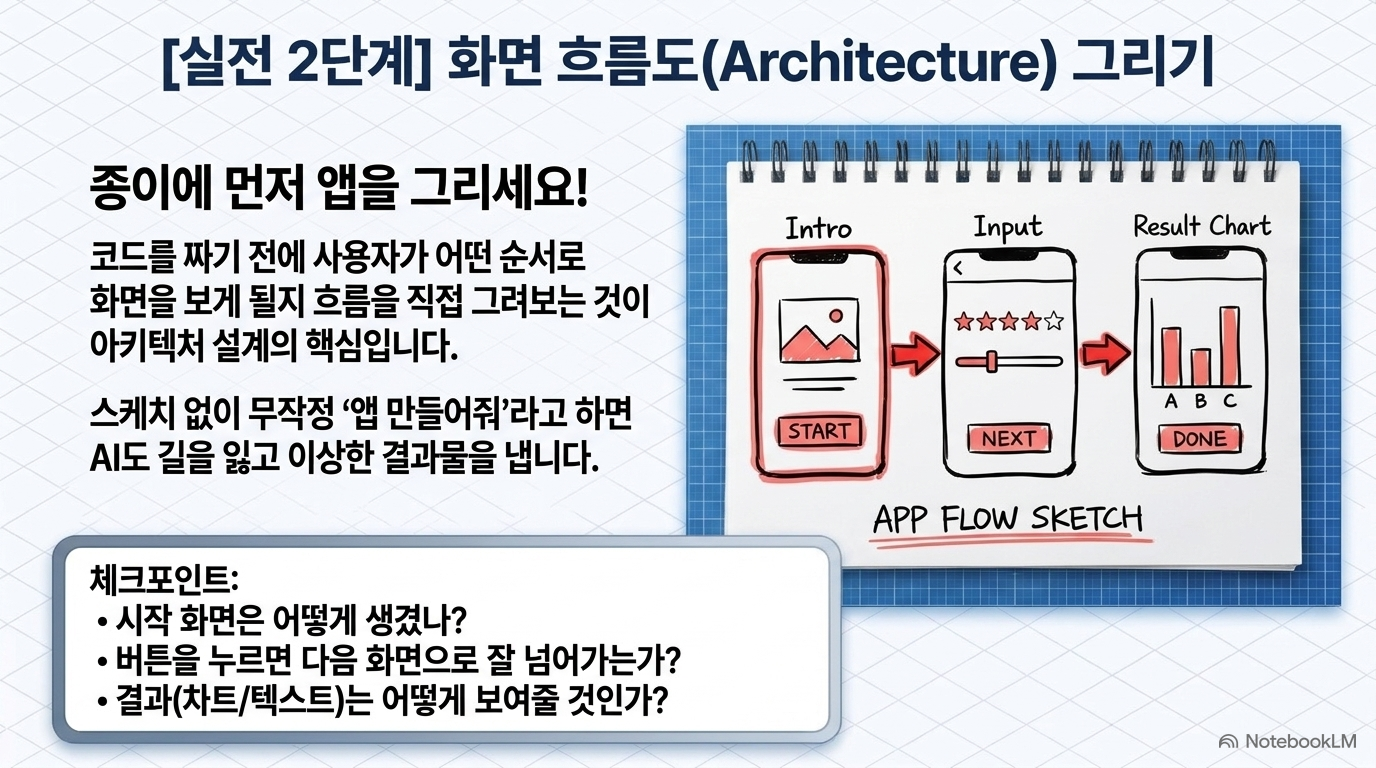 [실전 2단계] 화면 흐름도(Architecture) 그리기
종이에 먼저 앱을 그리세요!
코드를 짜기 전에 사용자가 어떤 순서로
화면을 보게 될지 흐름을 직접 그려보는 것이
아키텍처 설계의 핵심입니다.
스케치 없이 무작정 ‘앱 만들어줘’라고 하면
AI도 길을 잃고 이상한 결과물을 냅니다.
Intro
START
Input
NEXT
Result Chart
A B C
DONE
APP FLOW SKETCH
체크포인트:
• 시작 화면은 어떻게 생겼나?
• 버튼을 누르면 다음 화면으로 잘 넘어가는가?
• 결과(차트/텍스트)는 어떻게 보여줄 것인가?
NotebookLM